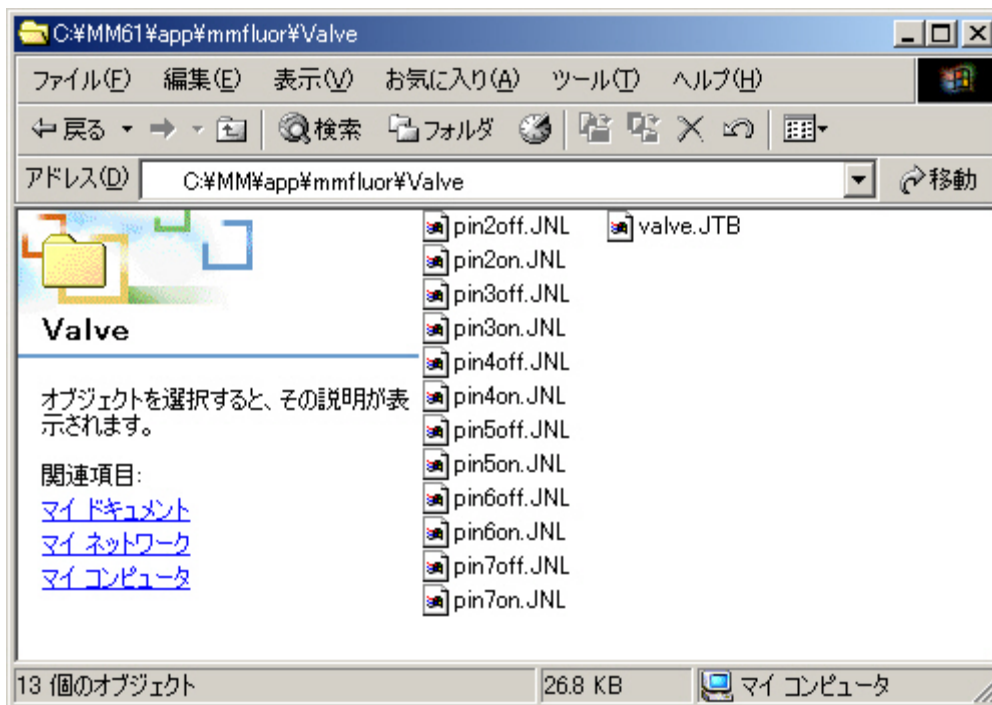 C:¥MM61¥app¥mmfluor¥Valve
ファイル(F) 編集(E) 表示(V) お気に入り(A) ツール(T) ヘルプ(H)
戻る 検索 フォルダ
アドレス(D) C:¥MM¥app¥mmfluor¥Valve 移動
Valve
オブジェクトを選択すると、その説明が表
示されます。
関連項目:
マイ ドキュメント
マイ ネットワーク
マイ コンピュータ
pin2off.JNL
pin2on.JNL
pin3off.JNL
pin3on.JNL
pin4off.JNL
pin4on.JNL
pin5off.JNL
pin5on.JNL
pin6off.JNL
pin6on.JNL
pin7off.JNL
pin7on.JNL
valve.JTB
13 個のオブジェクト 26.8 KB マイ コンピュータ